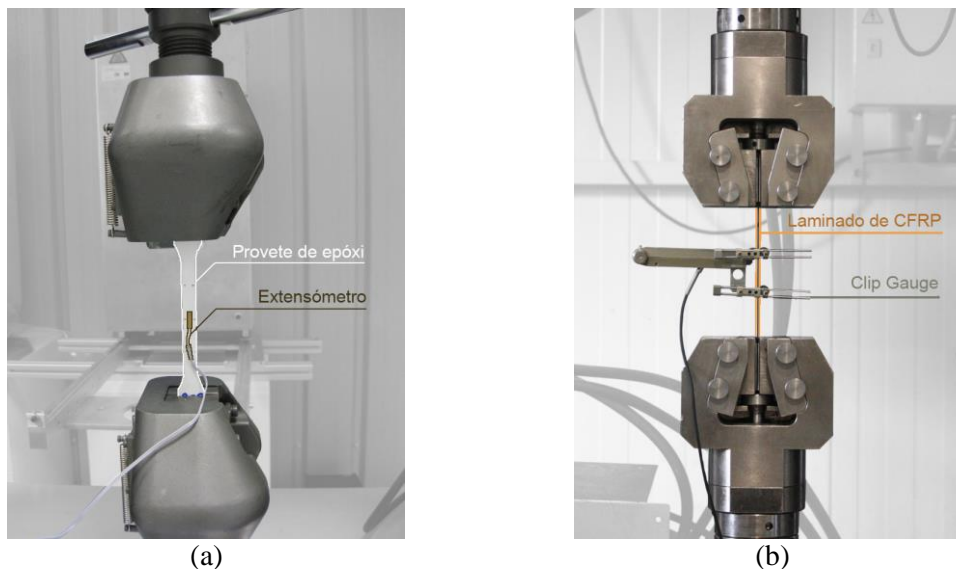 Provete de epóxi
Extensómetro
Laminado de CFRP
Clip Gauge
(a)
(b)